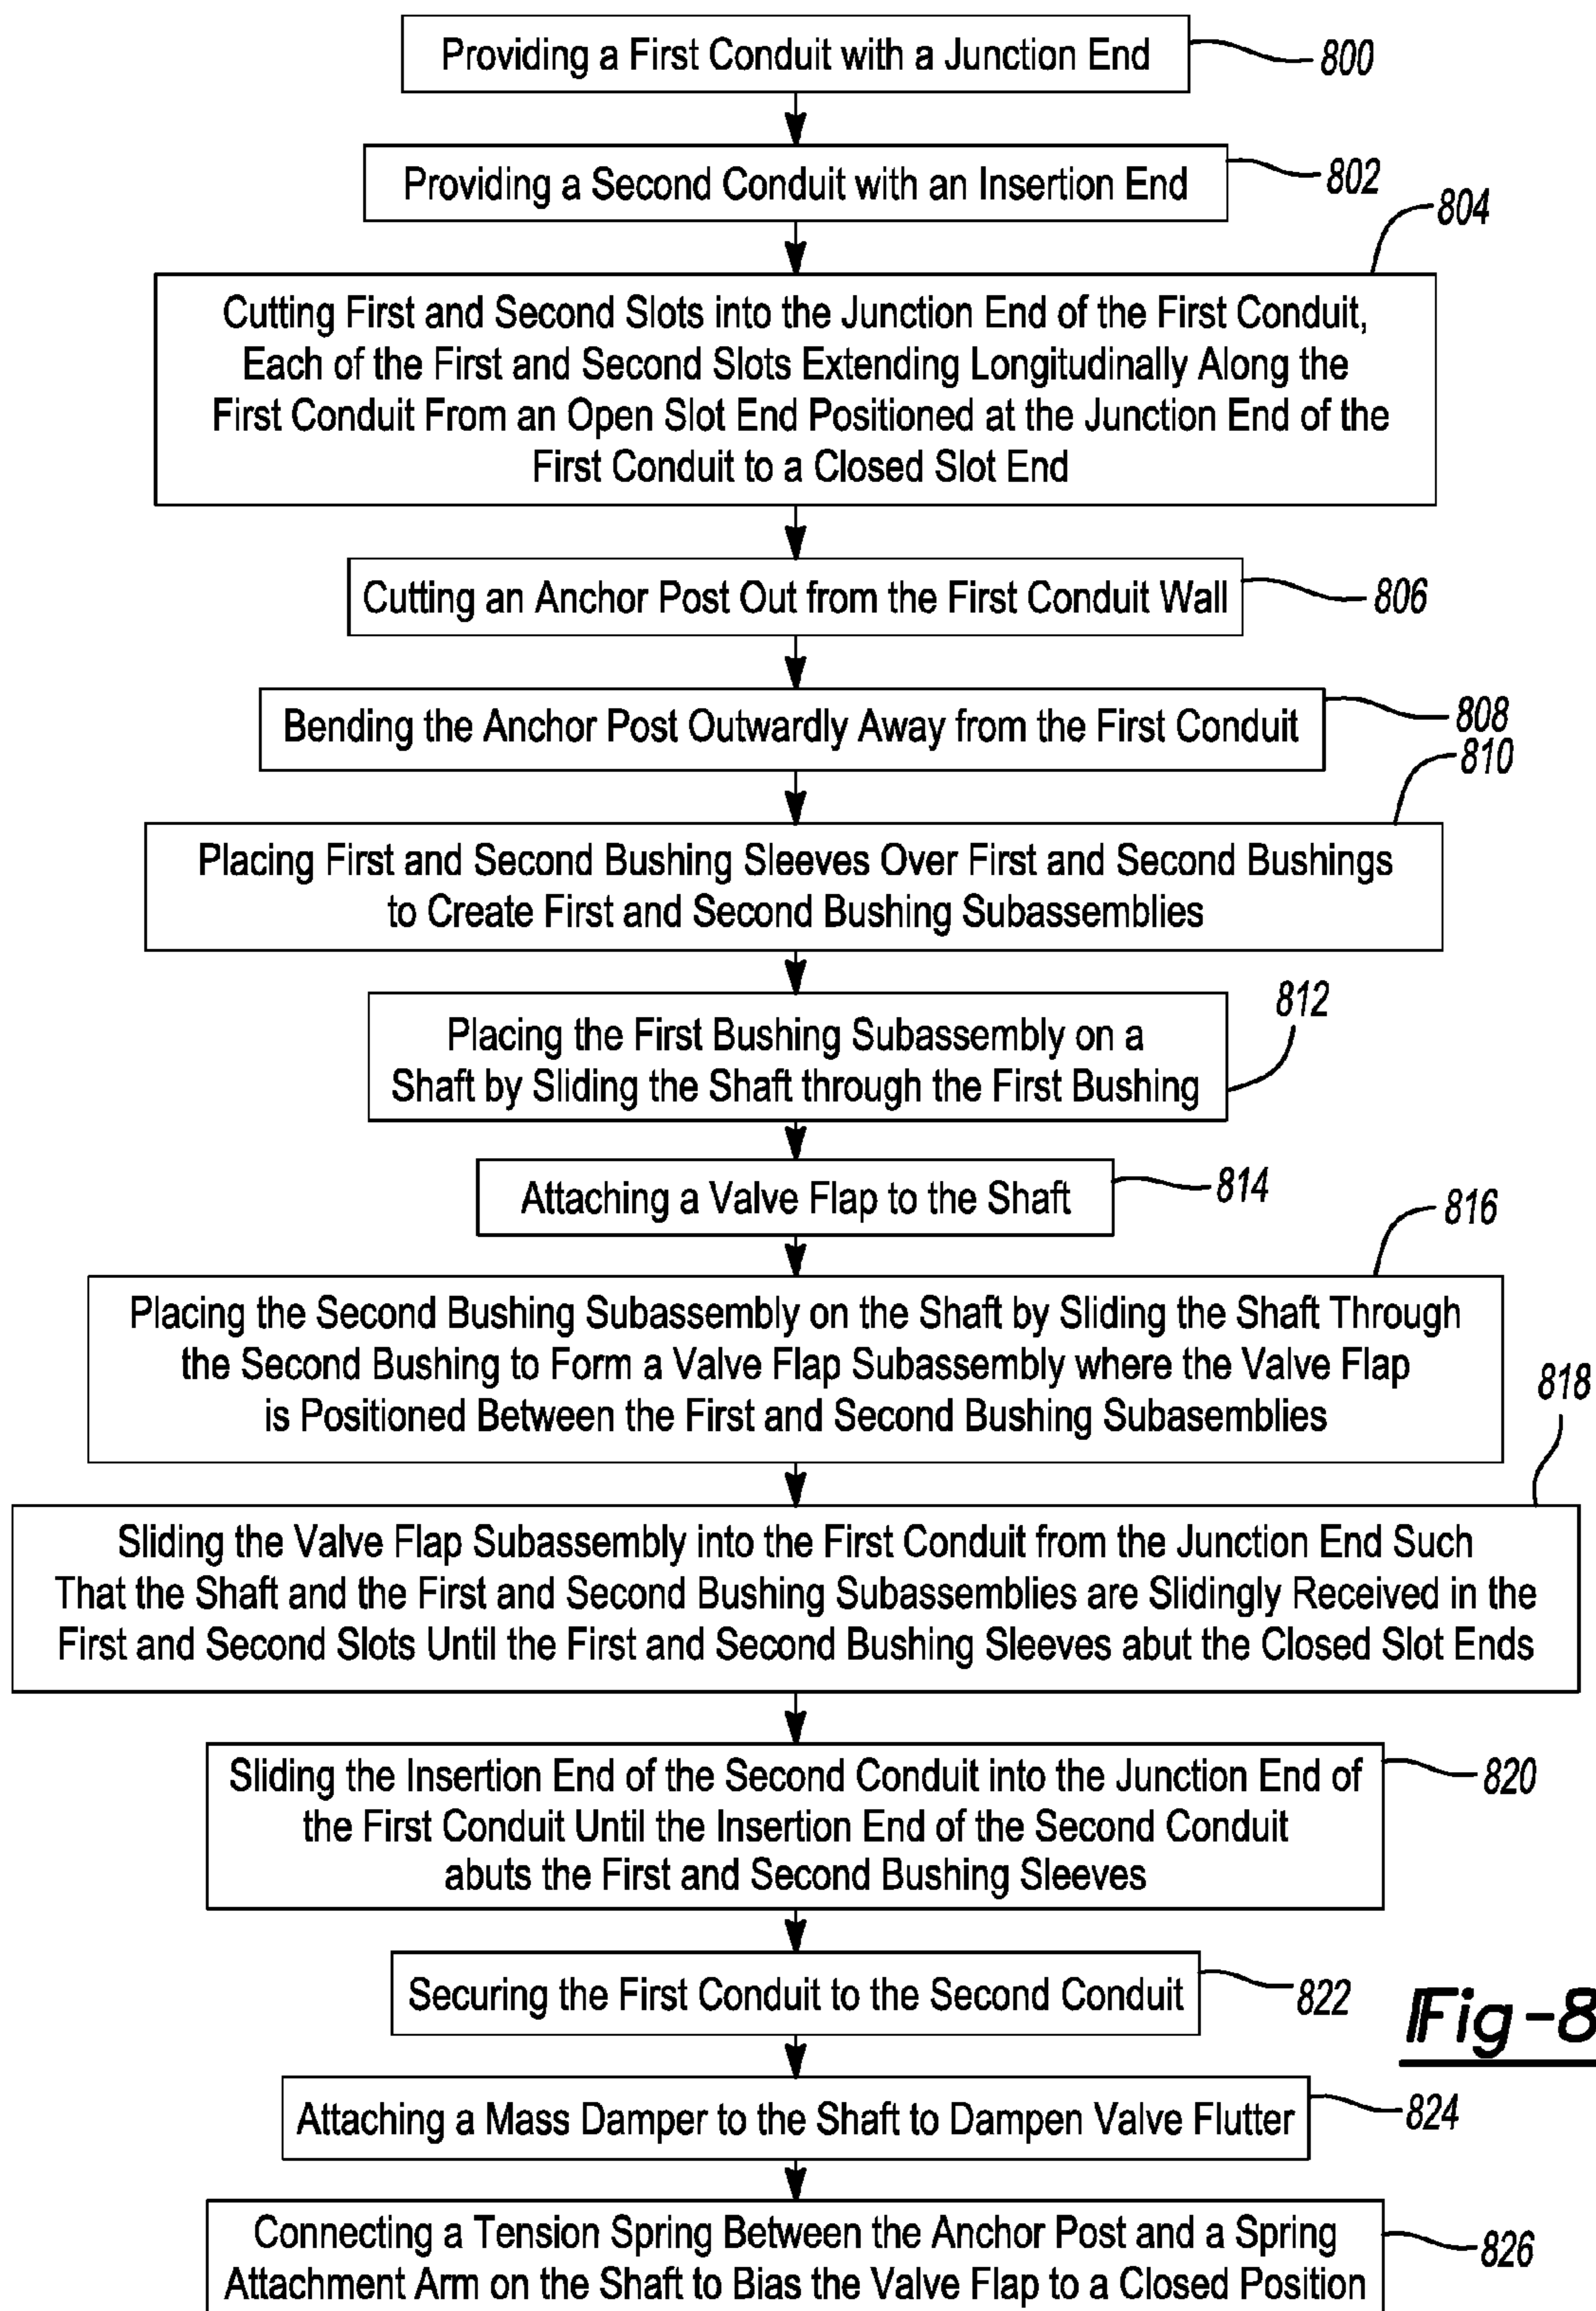 Providing a First Conduit with a Junction End
800
Providing a Second Conduit with an Insertion End
802
804
Cutting First and Second Slots into the Junction End of the First Conduit,
Each of the First and Second Slots Extending Longitudinally Along the
First Conduit From an Open Slot End Positioned at the Junction End of the
First Conduit to a Closed Slot End
Cutting an Anchor Post Out from the First Conduit Wall
806
Bending the Anchor Post Outwardly Away from the First Conduit
808
810
Placing First and Second Bushing Sleeves Over First and Second Bushings
to Create First and Second Bushing Subassemblies
812
Placing the First Bushing Subassembly on a
Shaft by Sliding the Shaft through the First Bushing
Attaching a Valve Flap to the Shaft
814
816
Placing the Second Bushing Subassembly on the Shaft by Sliding the Shaft Through
the Second Bushing to Form a Valve Flap Subassembly where the Valve Flap
is Positioned Between the First and Second Bushing Subasemblies
818
Sliding the Valve Flap Subassembly into the First Conduit from the Junction End Such
That the Shaft and the First and Second Bushing Subassemblies are Slidingly Received in the
First and Second Slots Until the First and Second Bushing Sleeves abut the Closed Slot Ends
Sliding the Insertion End of the Second Conduit into the Junction End of
the First Conduit Until the Insertion End of the Second Conduit
abuts the First and Second Bushing Sleeves
820
Securing the First Conduit to the Second Conduit
822
Fig-8
Attaching a Mass Damper to the Shaft to Dampen Valve Flutter
824
Connecting a Tension Spring Between the Anchor Post and a Spring
Attachment Arm on the Shaft to Bias the Valve Flap to a Closed Position
826